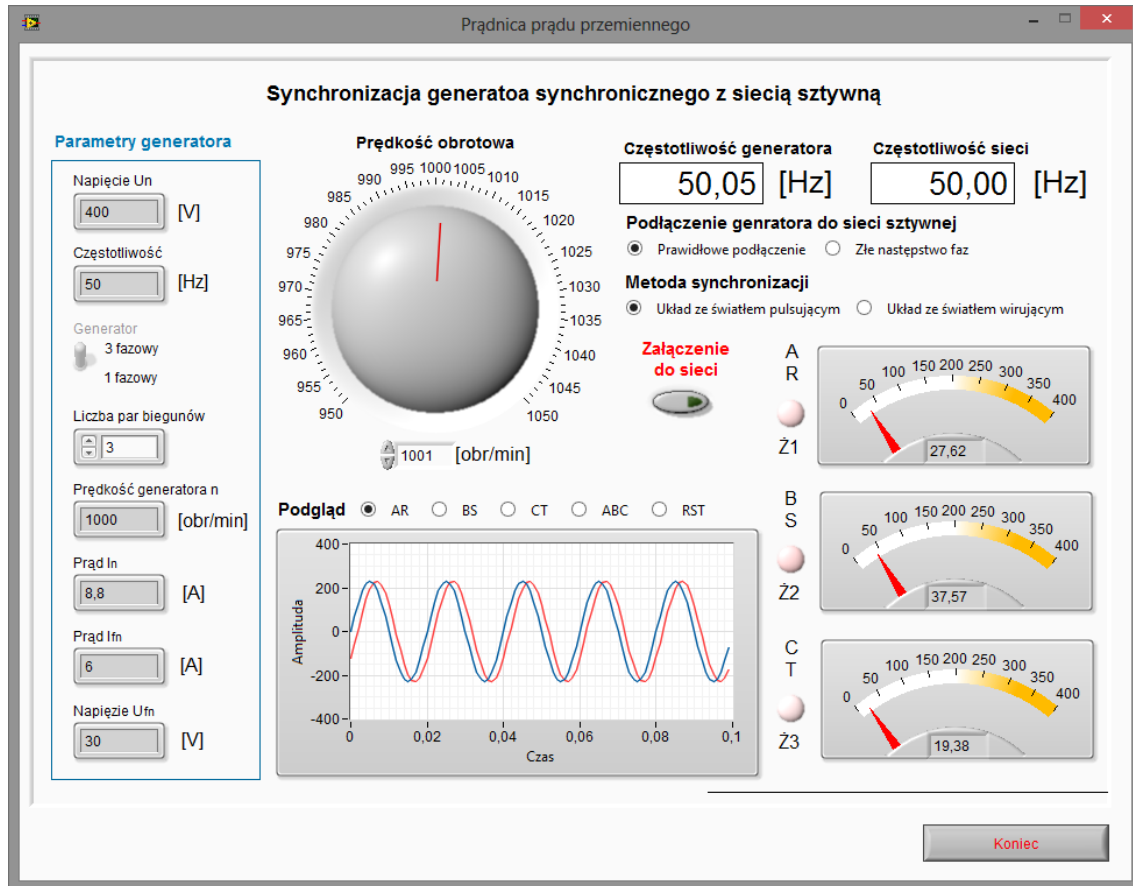 Prądnica prądu przemiennego
Synchronizacja generatoa synchronicznego z siecią sztywną
Parametry generatora
Napięcie Un
400 [V]
Częstotliwość
50 [Hz]
Generator
3 fazowy
1 fazowy
Liczba par biegunów
3
Prędkość generatora n
1000 [obr/min]
Prąd In
8,8 [A]
Prąd Ifn
6 [A]
Napięzie Ufn
30 [V]
Prędkość obrotowa
950 955 960 965 970 975 980 985 990 995 1000 1005 1010 1015 1020 1025 1030 1035 1040 1045 1050
1001 [obr/min]
Częstotliwość generatora
50,05 [Hz]
Częstotliwość sieci
50,00 [Hz]
Podłączenie genratora do sieci sztywnej
Prawidłowe podłączenie Złe następstwo faz
Metoda synchronizacji
Układ ze światłem pulsującym Układ ze światłem wirującym
Załączenie
do sieci
Podgląd AR BS CT ABC RST
Amplituda
400
200
0
-200
-400
0 0,02 0,04 0,06 0,08 0,1
Czas
A
R
Ż1
0 50 100 150 200 250 300 350 400
27,62
B
S
Ż2
0 50 100 150 200 250 300 350 400
37,57
C
T
Ż3
0 50 100 150 200 250 300 350 400
19,38
Koniec